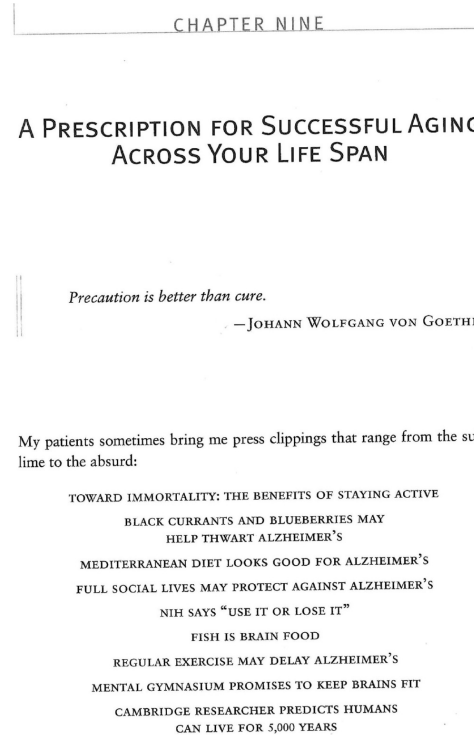 CHAPTER NINE
A PRESCRIPTION FOR SUCCESSFUL AGING
ACROSS YOUR LIFE SPAN
Precaution is better than cure.
—JOHANN WOLFGANG VON GOETHE
My patients sometimes bring me press clippings that range from the su
lime to the absurd:
TOWARD IMMORTALITY: THE BENEFITS OF STAYING ACTIVE
BLACK CURRANTS AND BLUEBERRIES MAY
HELP THWART ALZHEIMER'S
MEDITERRANEAN DIET LOOKS GOOD FOR ALZHEIMER'S
FULL SOCIAL LIVES MAY PROTECT AGAINST ALZHEIMER'S
NIH SAYS "USE IT OR LOSE IT"
FISH IS BRAIN FOOD
REGULAR EXERCISE MAY DELAY ALZHEIMER'S
MENTAL GYMNASIUM PROMISES TO KEEP BRAINS FIT
CAMBRIDGE RESEARCHER PREDICTS HUMANS
CAN LIVE FOR 5,000 YEARS